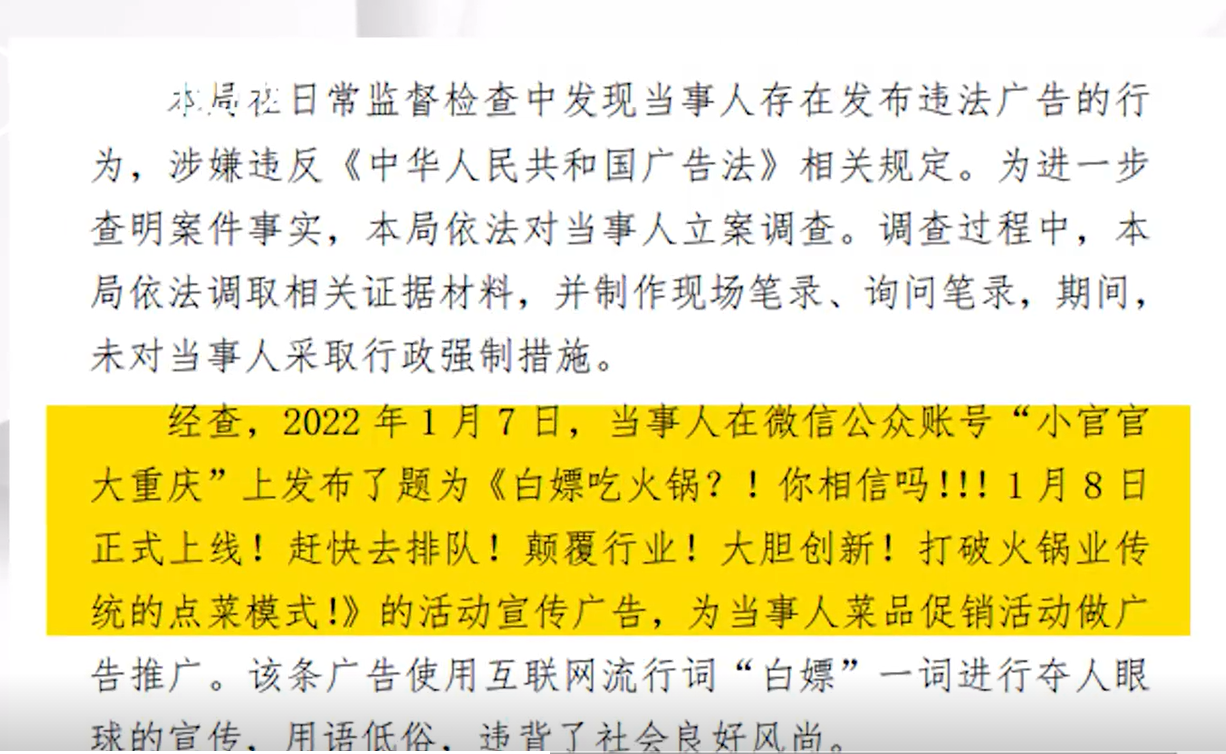 本局在日常监督检查中发现当事人存在发布违法广告的行
为，涉嫌违反《中华人民共和国广告法》相关规定。为进一步
查明案件事实，本局依法对当事人立案调查。调查过程中，本
局依法调取相关证据材料，并制作现场笔录、询问笔录，期间，
未对当事人采取行政强制措施。
经查，2022 年 1 月 7 日，当事人在微信公众账号“小官官
大重庆”上发布了题为《白嫖吃火锅？！你相信吗!!！1 月 8 日
正式上线！赶快去排队！颠覆行业！大胆创新！打破火锅业传
统的点菜模式!》的活动宣传广告，为当事人菜品促销活动做广
告推广。该条广告使用互联网流行词“白嫖”一词进行夺人眼
球的宣传，用语低俗，违背了社会良好风尚。